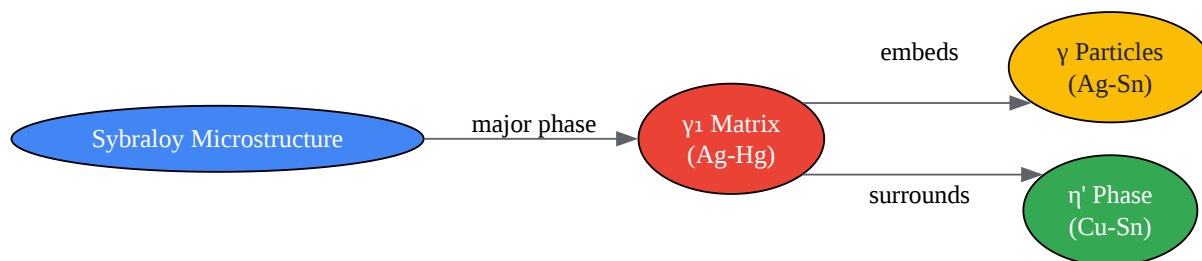 Sybraloy Microstructure
major phase
γ₁ Matrix
(Ag-Hg)
embeds
γ Particles
(Ag-Sn)
surrounds
η' Phase
(Cu-Sn)